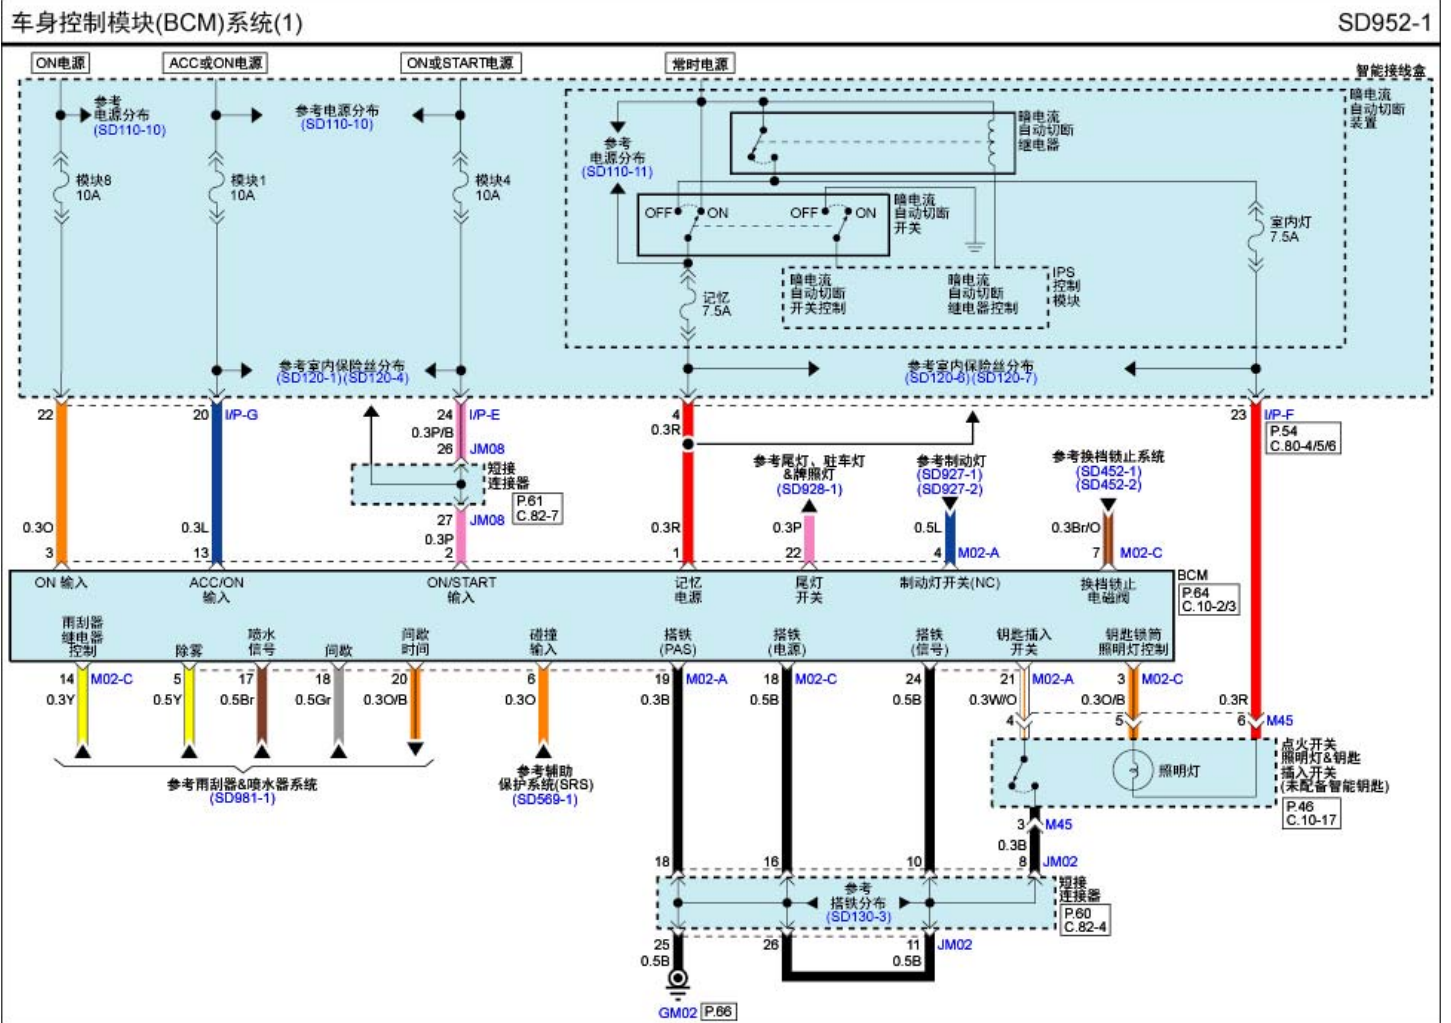 车身控制模块(BCM)系统(1)
SD952-1
ON电源
ACC或ON电源
ON或START电源
常时电源
智能接线盒
参考
电源分布
(SD110-10)
参考电源分布
(SD110-10)
参考
电源分布
(SD110-11)
暗电流
自动切断
继电器
暗电流
自动切断
装置
模块8
10A
模块1
10A
模块4
10A
OFF
ON
OFF
ON
暗电流
自动切断
开关
室内灯
7.5A
记忆
7.5A
暗电流
自动切断
开关控制
暗电流
自动切断
继电器控制
IPS
控制
模块
参考室内保险丝分布
(SD120-1)(SD120-4)
参考室内保险丝分布
(SD120-6)(SD120-7)
22
20
I/P-G
24
I/P-E
4
23
I/P-F
0.3P/B
0.3R
P.54
C.80-4/5/6
26
JM08
短接
连接器
P.61
C.82-7
27
JM08
参考尾灯、驻车灯
&牌照灯
(SD928-1)
参考制动灯
(SD927-1)
(SD927-2)
参考换档锁止系统
(SD452-1)
(SD452-2)
0.3O
0.3L
0.3P
0.3R
0.3P
0.5L
0.3Br/O
3
13
2
1
22
4
M02-A
7
M02-C
ON 输入
ACC/ON
输入
ON/START
输入
记忆
电源
尾灯
开关
制动灯开关(NC)
换档锁止
电磁阀
BCM
P.64
C.10-2/3
雨刮器
继电器
控制
除雾
喷水
信号
间歇
间歇
时间
碰撞
输入
搭铁
(PAS)
搭铁
(电源)
搭铁
(信号)
钥匙插入
开关
钥匙锁筒
照明灯控制
14
M02-C
5
17
18
20
6
19
M02-A
18
M02-C
24
21
M02-A
3
M02-C
0.3Y
0.5Y
0.5Br
0.5Gr
0.3O/B
0.3O
0.3B
0.5B
0.5B
0.3W/O
0.3O/B
0.3R
4
5
6
M45
参考雨刮器&喷水器系统
(SD981-1)
参考辅助
保护系统(SRS)
(SD569-1)
照明灯
点火开关
照明灯&钥匙
插入开关
(未配备智能钥匙)
P.46
C.10-17
3
M45
0.3B
18
16
10
8
JM02
参考
搭铁分布
(SD130-3)
短接
连接器
P.60
C.82-4
25
26
11
JM02
0.5B
0.5B
GM02
P.66